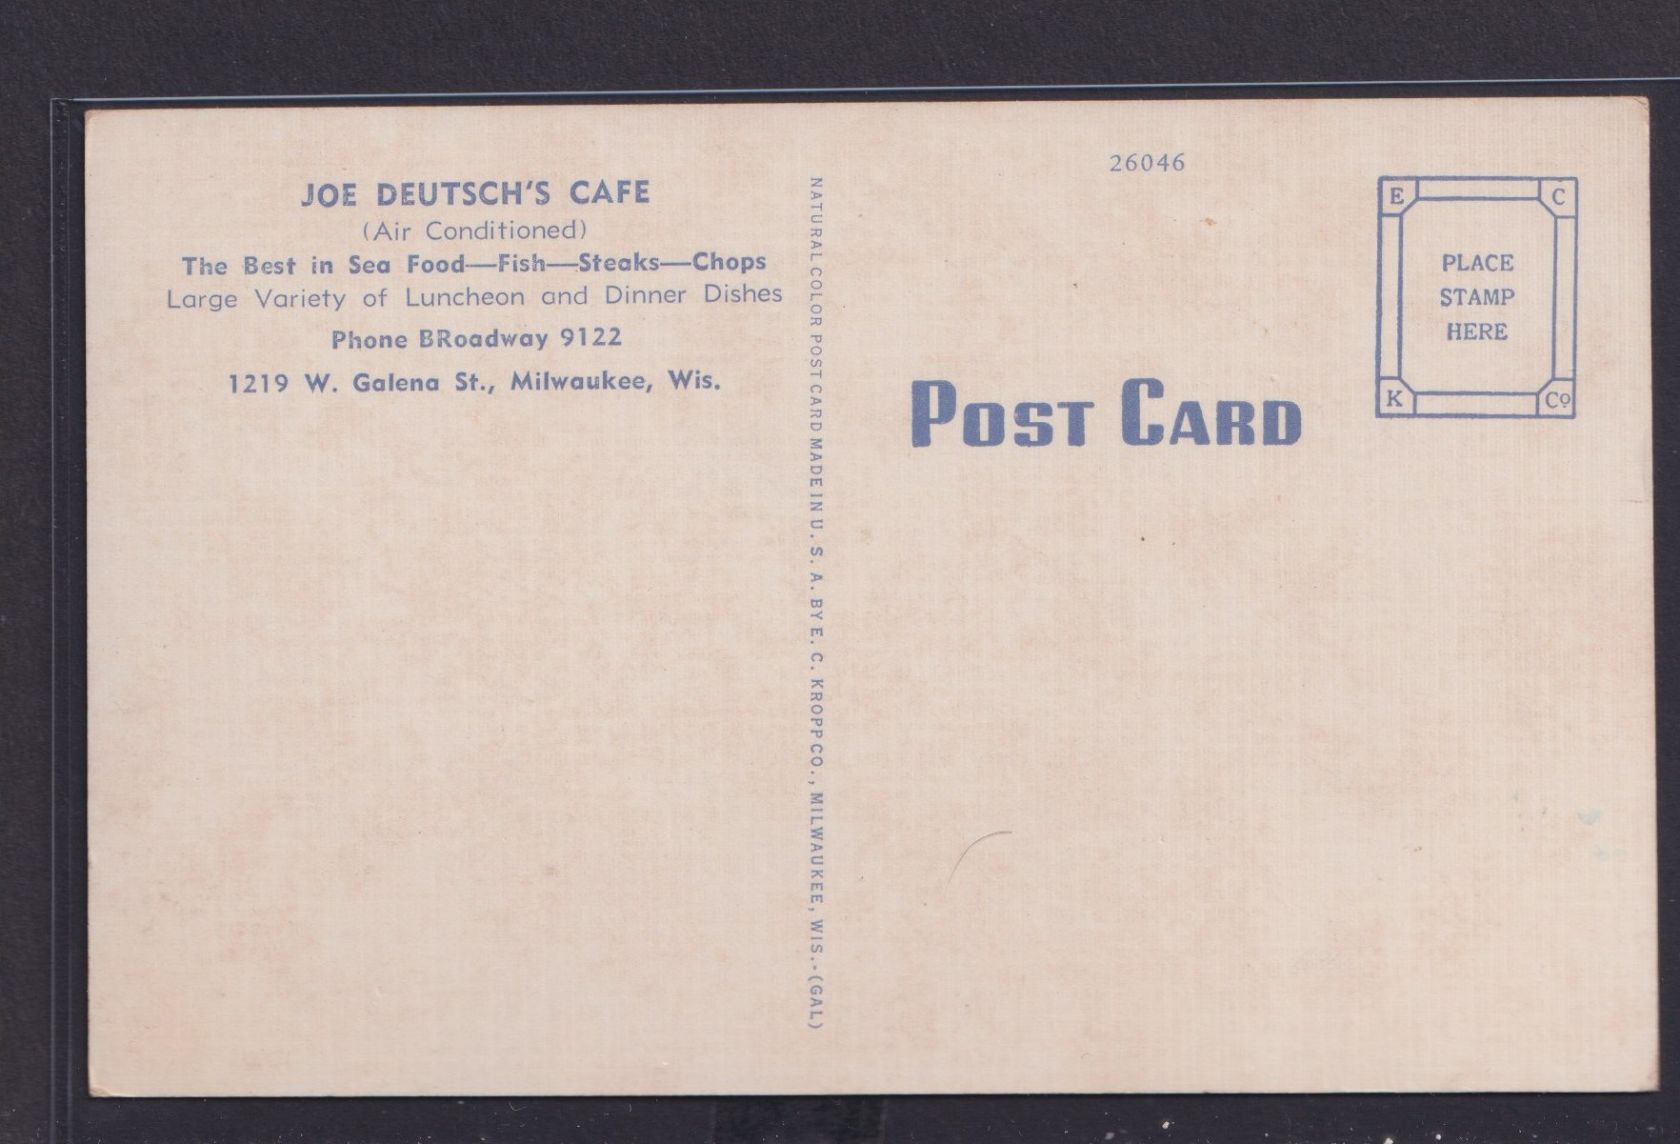 JOE DEUTSCH'S CAFE
(Air Conditioned)
The Best in Sea Food—Fish—Steaks—Chops
Large Variety of Luncheon and Dinner Dishes
Phone BRoadway 9122
1219 W. Galena St., Milwaukee, Wis.
NATURAL COLOR POST CARD MADE IN U. S. A. BY E. C. KROPP CO., MILWAUKEE, WIS.-(GAL)
26046
POST CARD
E C
PLACE
STAMP
HERE
K Co